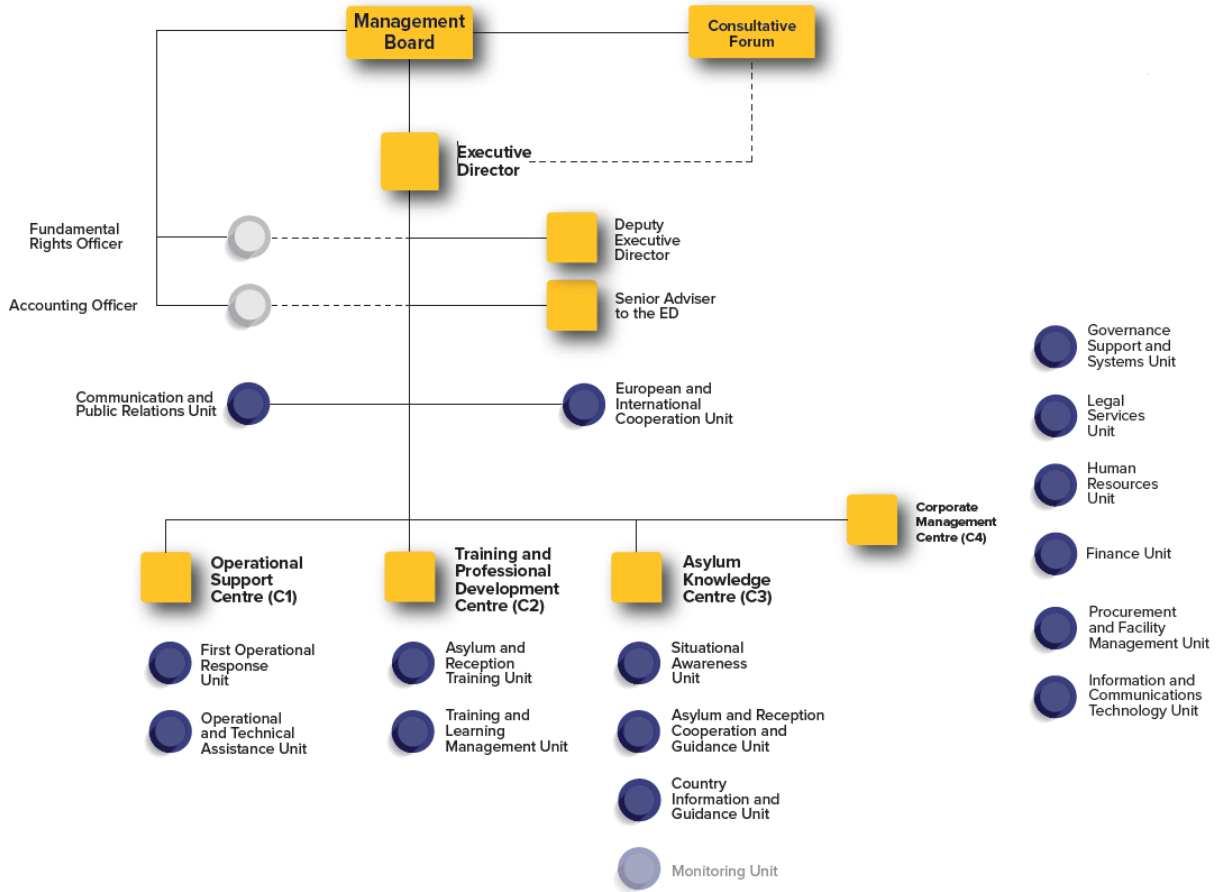 Management
Board
Consultative
Forum
Executive
Director
Fundamental
Rights Officer
Deputy
Executive
Director
Accounting Officer
Senior Adviser
to the ED
Communication and
Public Relations Unit
European and
International
Cooperation Unit
Governance
Support and
Systems Unit
Legal
Services
Unit
Human
Resources
Unit
Finance Unit
Procurement
and Facility
Management Unit
Information and
Communications
Technology Unit
Corporate
Management
Centre (C4)
Operational
Support
Centre (C1)
First Operational
Response
Unit
Operational
and Technical
Assistance Unit
Training and
Professional
Development
Centre (C2)
Asylum and
Reception
Training Unit
Training and
Learning
Management Unit
Asylum
Knowledge
Centre (C3)
Situational
Awareness
Unit
Asylum and Reception
Cooperation and
Guidance Unit
Country
Information and
Guidance Unit
Monitoring Unit